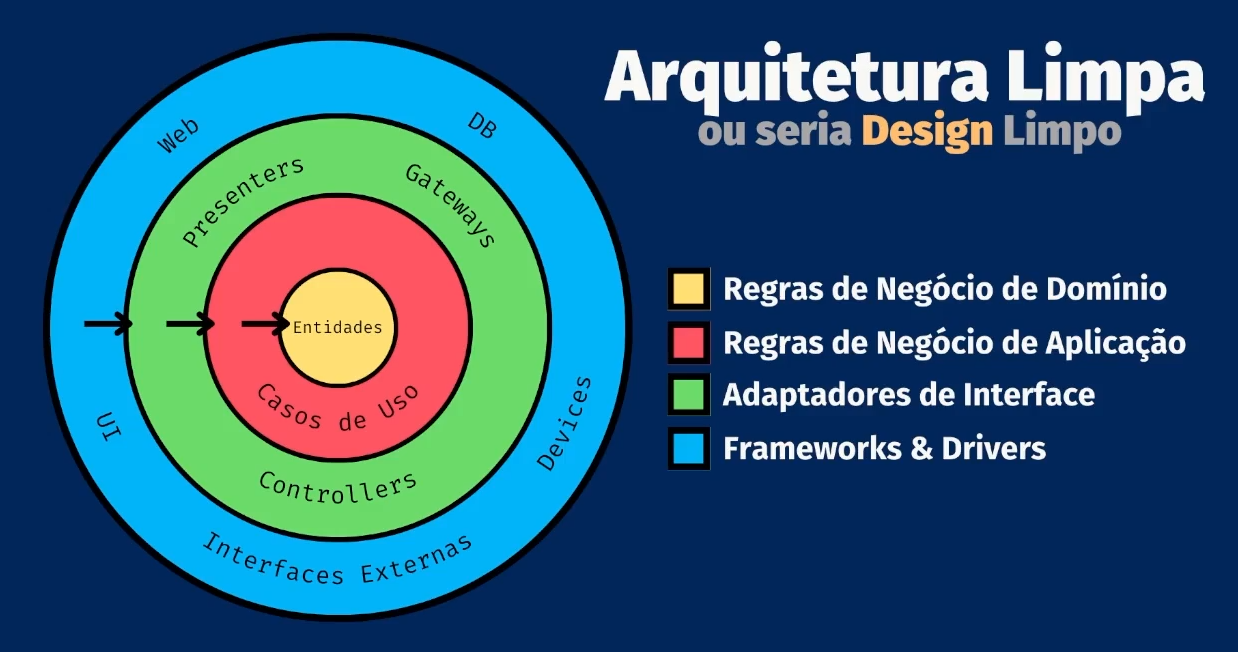 Arquitetura Limpa
ou seria Design Limpo
Web
DB
Presenters
Gateways
Entidades
Casos de Uso
UI
Devices
Controllers
Interfaces Externas
Regras de Negócio de Domínio
Regras de Negócio de Aplicação
Adaptadores de Interface
Frameworks & Drivers